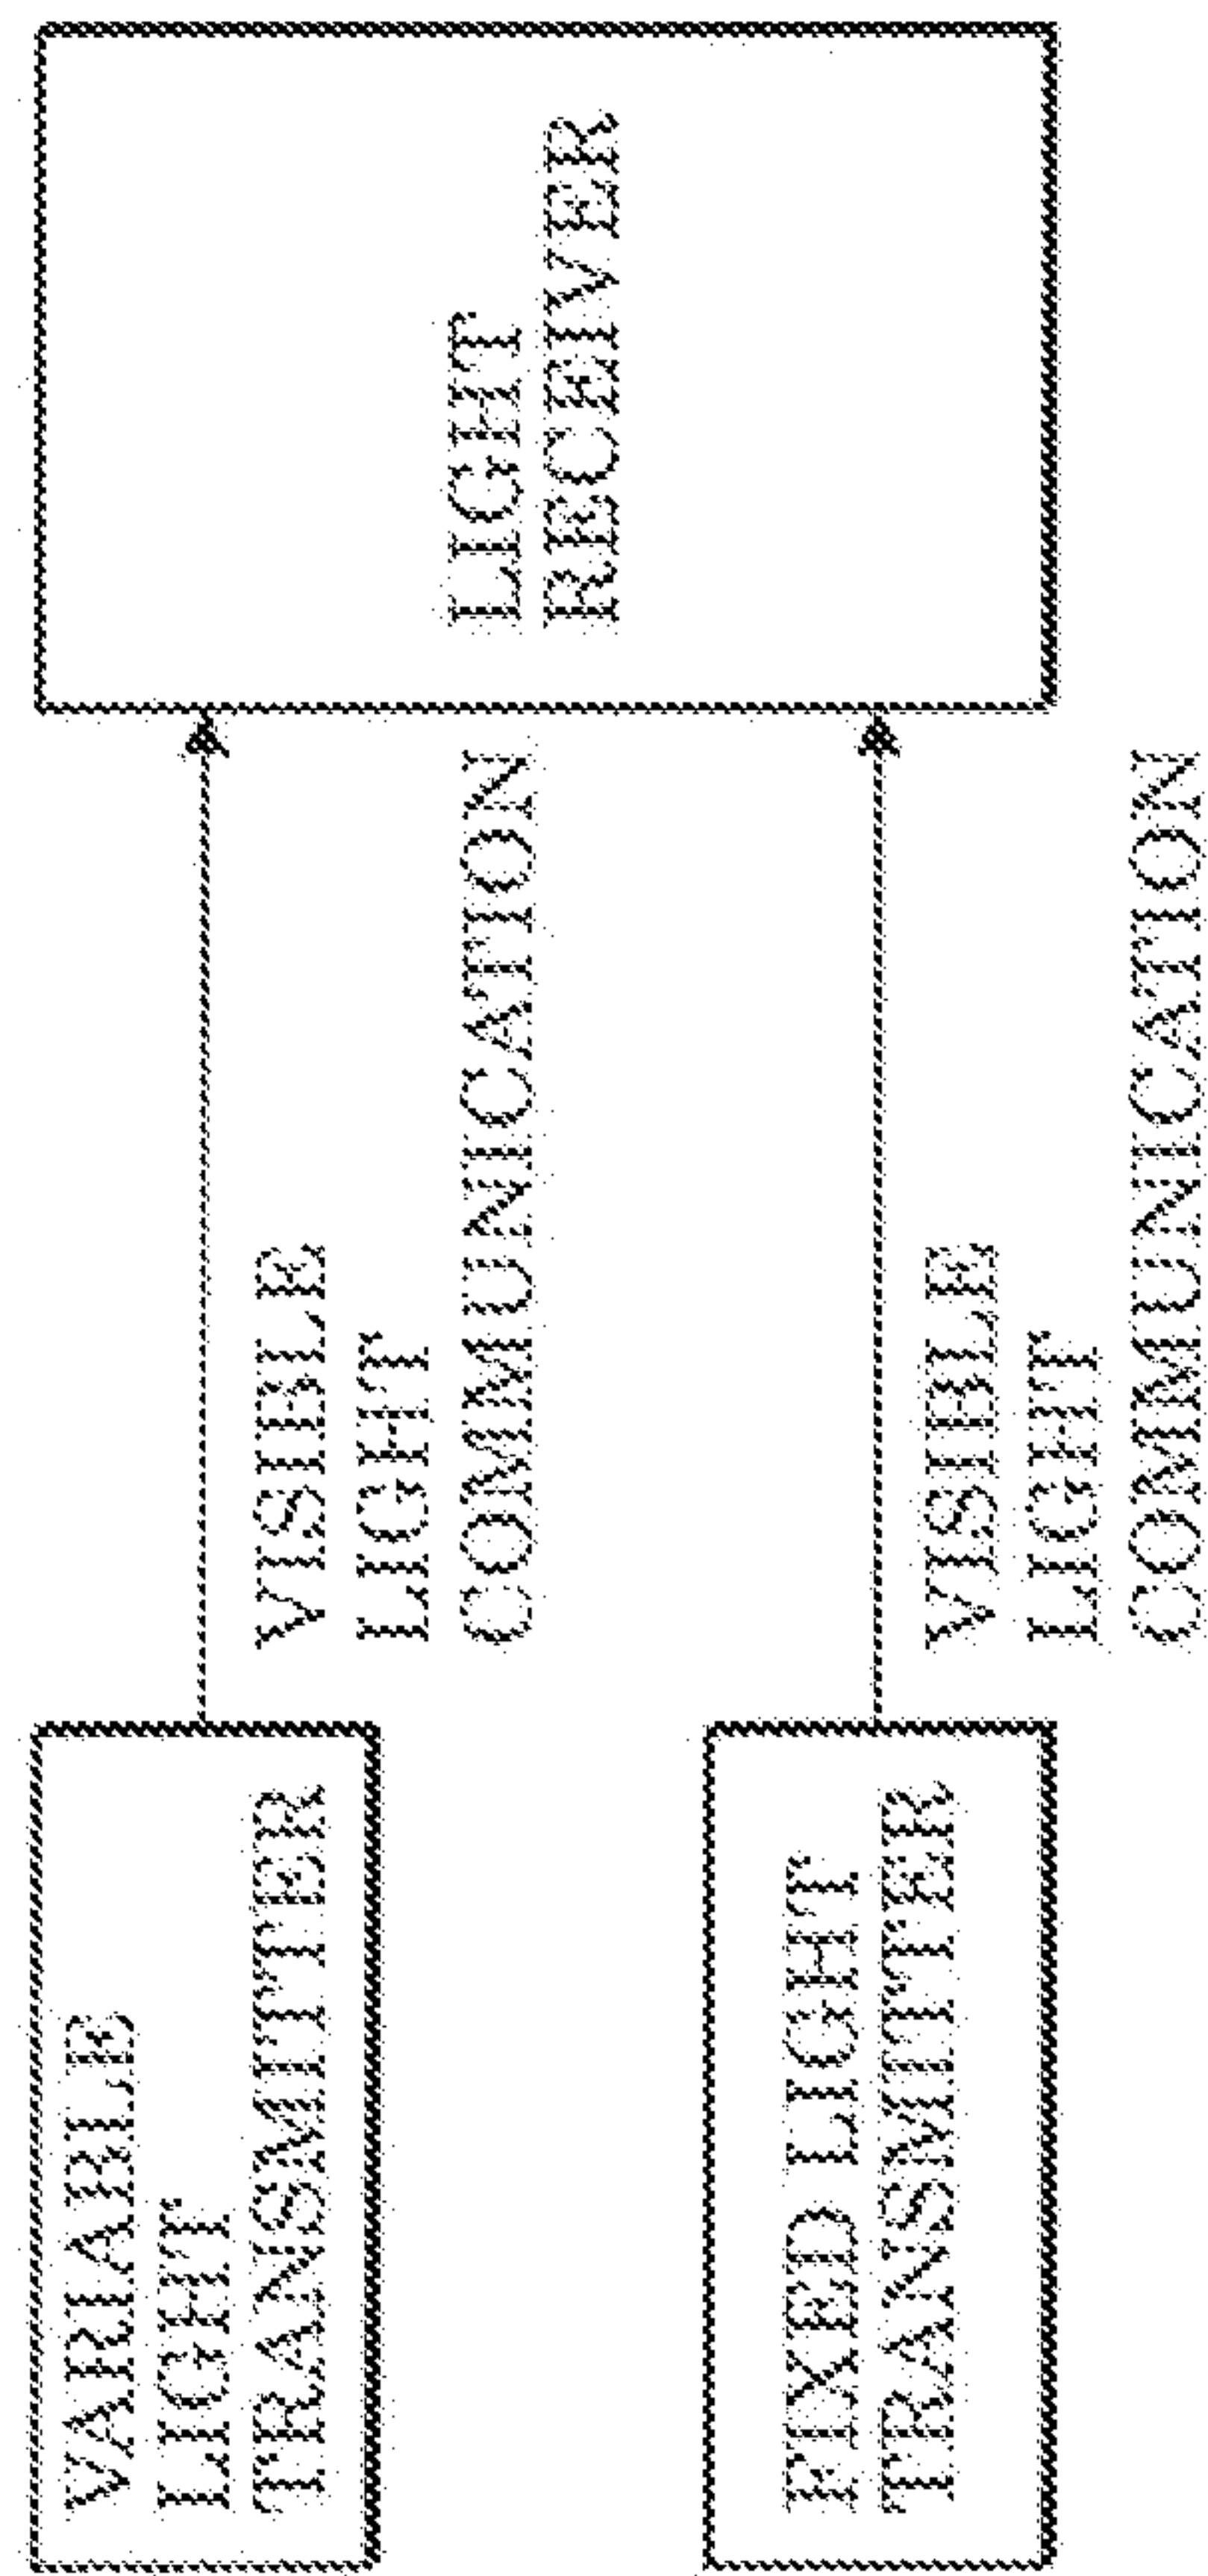 VARIABLE
LIGHT
TRANSMITTER
VISIBLE
LIGHT
COMMUNICATION
LIGHT
RECEIVER
FIXED LIGHT
TRANSMITTER
VISIBLE
LIGHT
COMMUNICATION